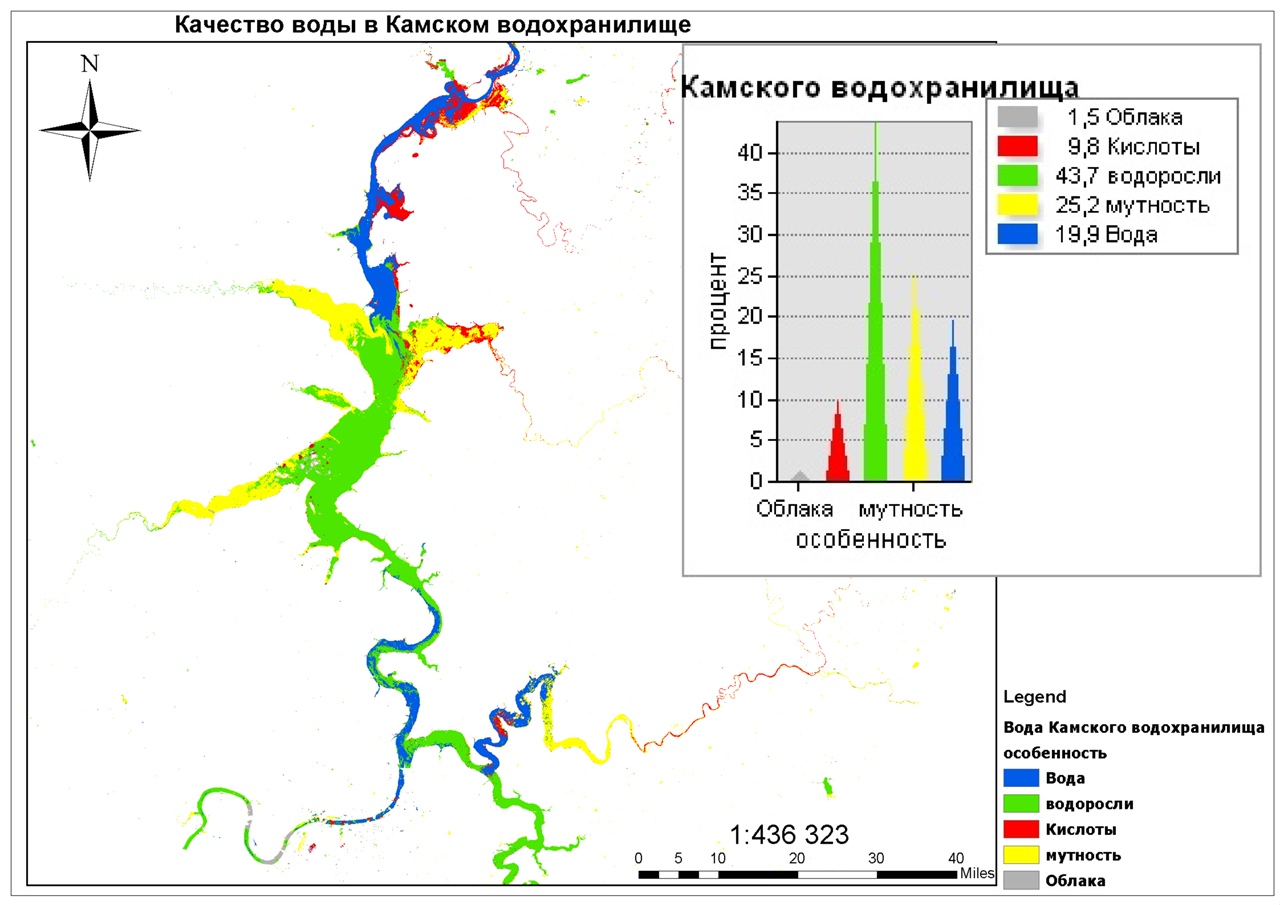 Качество воды в Камском водохранилище
N
Камского водохранилища
1,5 Облака
9,8 Кислоты
43,7 водоросли
25,2 мутность
19,9 Вода
процент
40
35
30
25
20
15
10
5
0
Облака мутность
особенность
Legend
Вода Камского водохранилища
особенность
Вода
водоросли
Кислоты
мутность
Облака
1:436 323
0 5 10 20 30 40
Miles